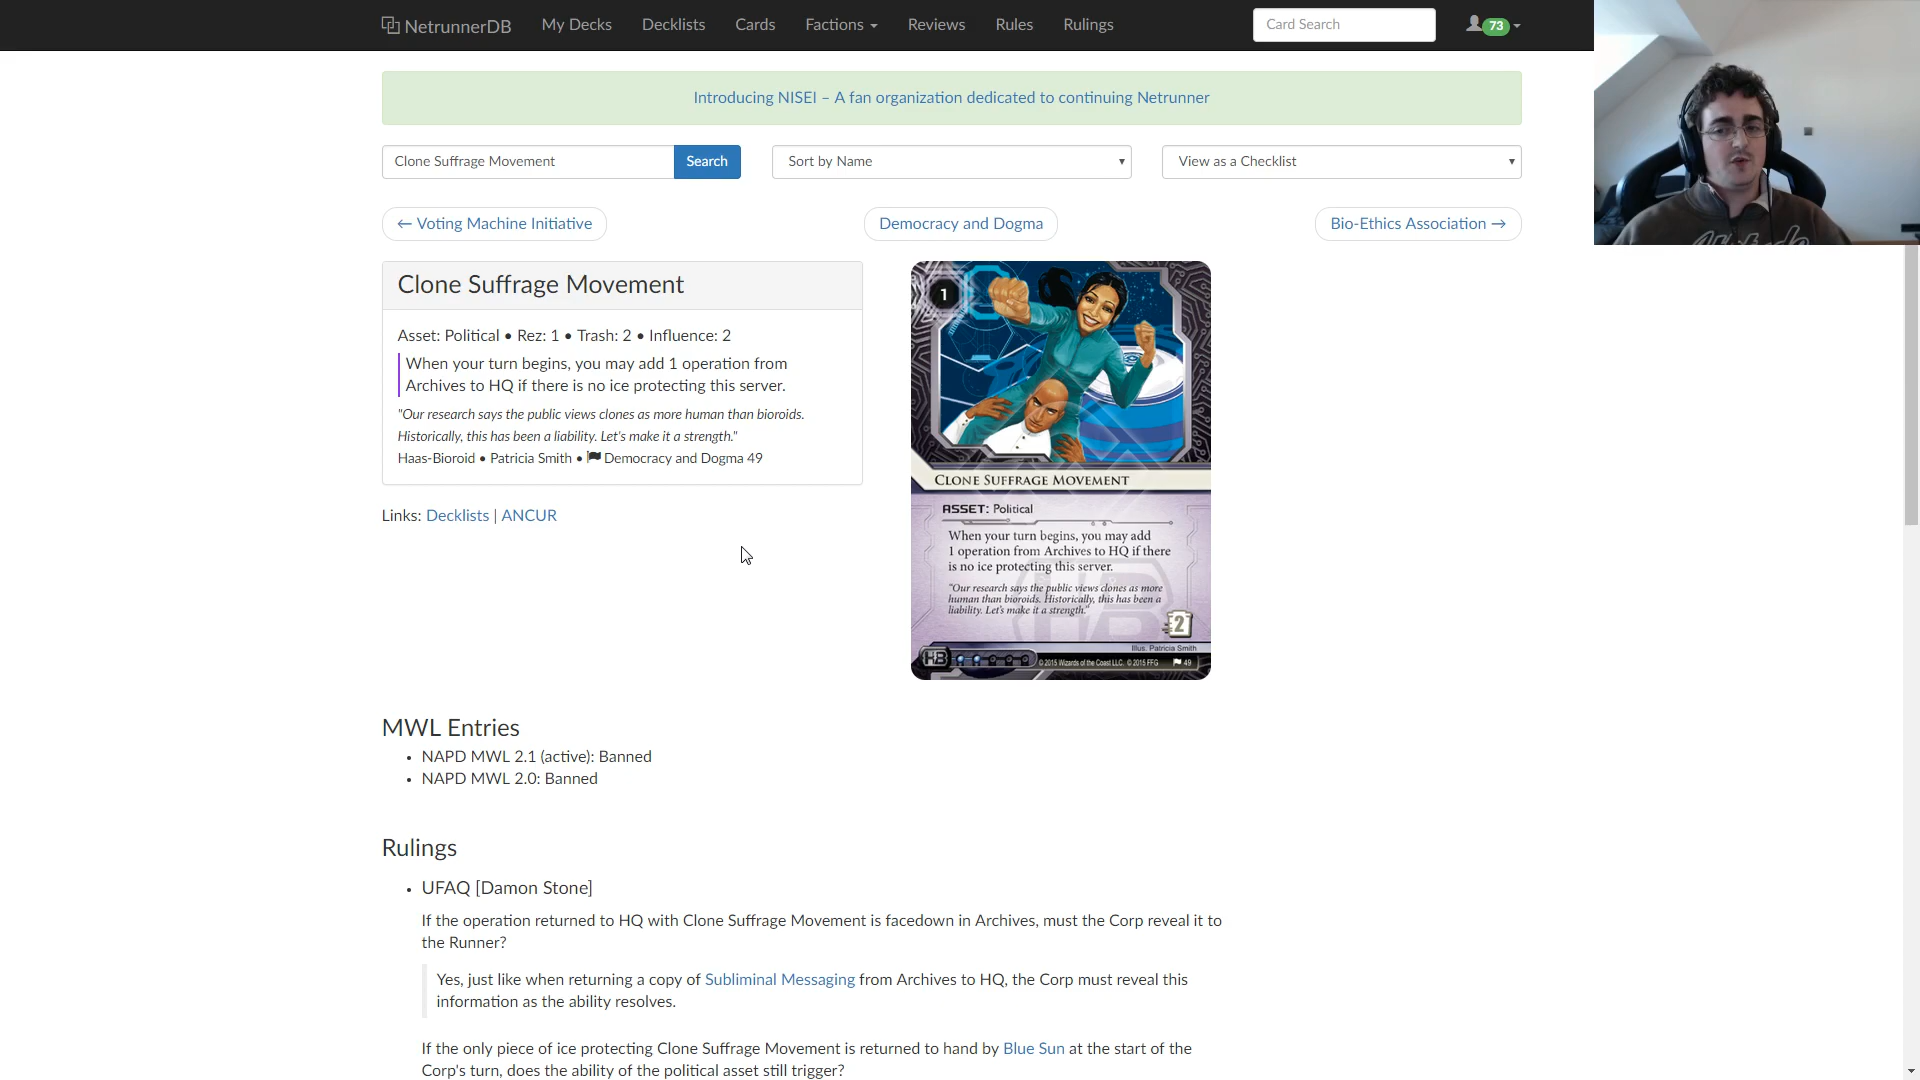 NetrunnerDB My Decks Decklists Cards Factions Reviews Rules Rulings Card Search 73
Introducing NISEI – A fan organization dedicated to continuing Netrunner
Clone Suffrage Movement Search Sort by Name View as a Checklist
← Voting Machine Initiative Democracy and Dogma Bio-Ethics Association →
Clone Suffrage Movement
Asset: Political • Rez: 1 • Trash: 2 • Influence: 2
When your turn begins, you may add 1 operation from
Archives to HQ if there is no ice protecting this server.
"Our research says the public views clones as more human than bioroids.
Historically, this has been a liability. Let's make it a strength."
Haas-Bioroid • Patricia Smith • Democracy and Dogma 49
Links: Decklists | ANCUR
1
CLONE SUFFRAGE MOVEMENT
ASSET: Political
When your turn begins, you may add
1 operation from Archives to HQ if there
is no ice protecting this server.
"Our research says the public views clones as more
human than bioroids. Historically, this has been a
liability. Let's make it a strength."
2
Illus. Patricia Smith
HB ©2015 Wizards of the Coast LLC. ©2015 FFG 49
MWL Entries
• NAPD MWL 2.1 (active): Banned
• NAPD MWL 2.0: Banned
Rulings
• UFAQ [Damon Stone]
If the operation returned to HQ with Clone Suffrage Movement is facedown in Archives, must the Corp reveal it to
the Runner?
Yes, just like when returning a copy of Subliminal Messaging from Archives to HQ, the Corp must reveal this
information as the ability resolves.
If the only piece of ice protecting Clone Suffrage Movement is returned to hand by Blue Sun at the start of the
Corp's turn, does the ability of the political asset still trigger?